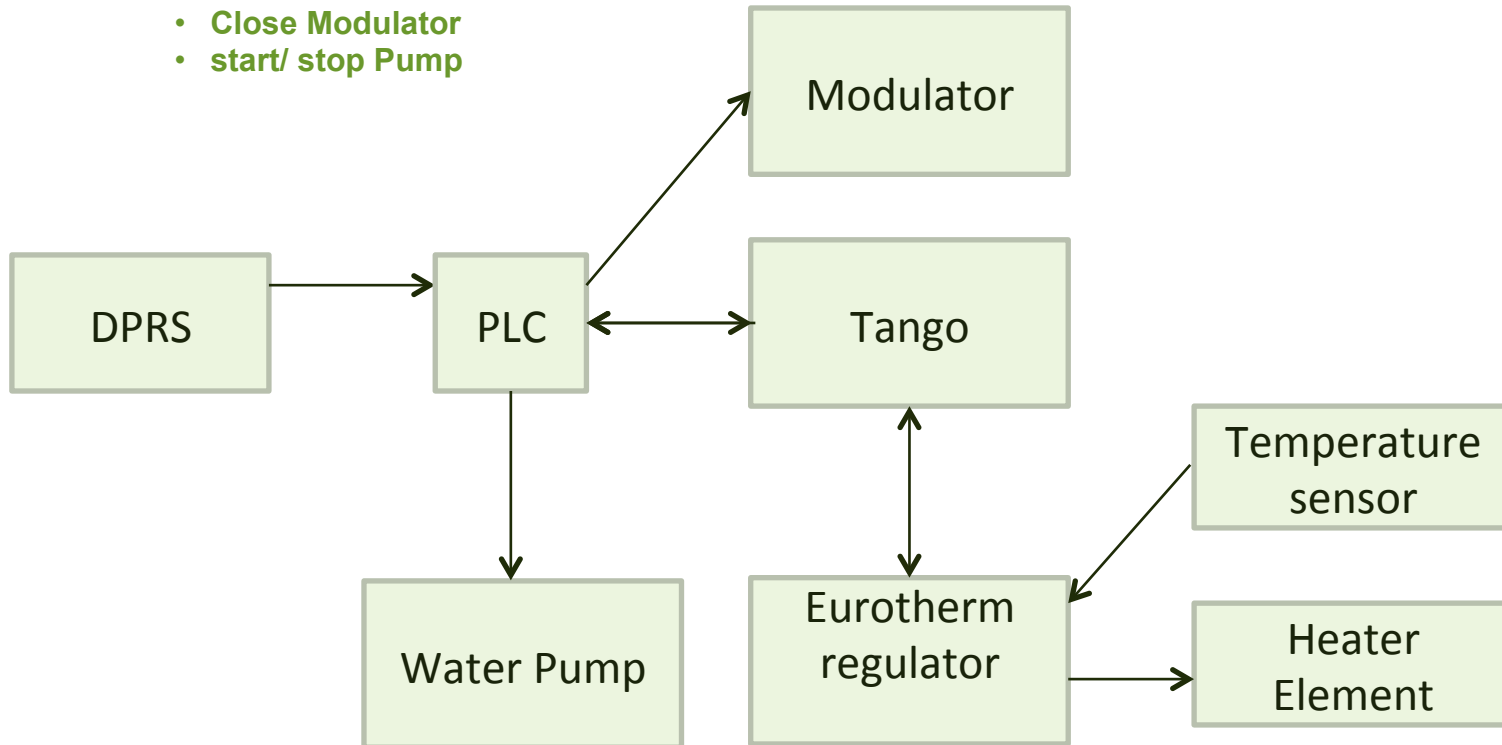 • Close Modulator
• start/ stop Pump
Modulator
DPRS
PLC
Tango
Temperature
sensor
Water Pump
Eurotherm
regulator
Heater
Element